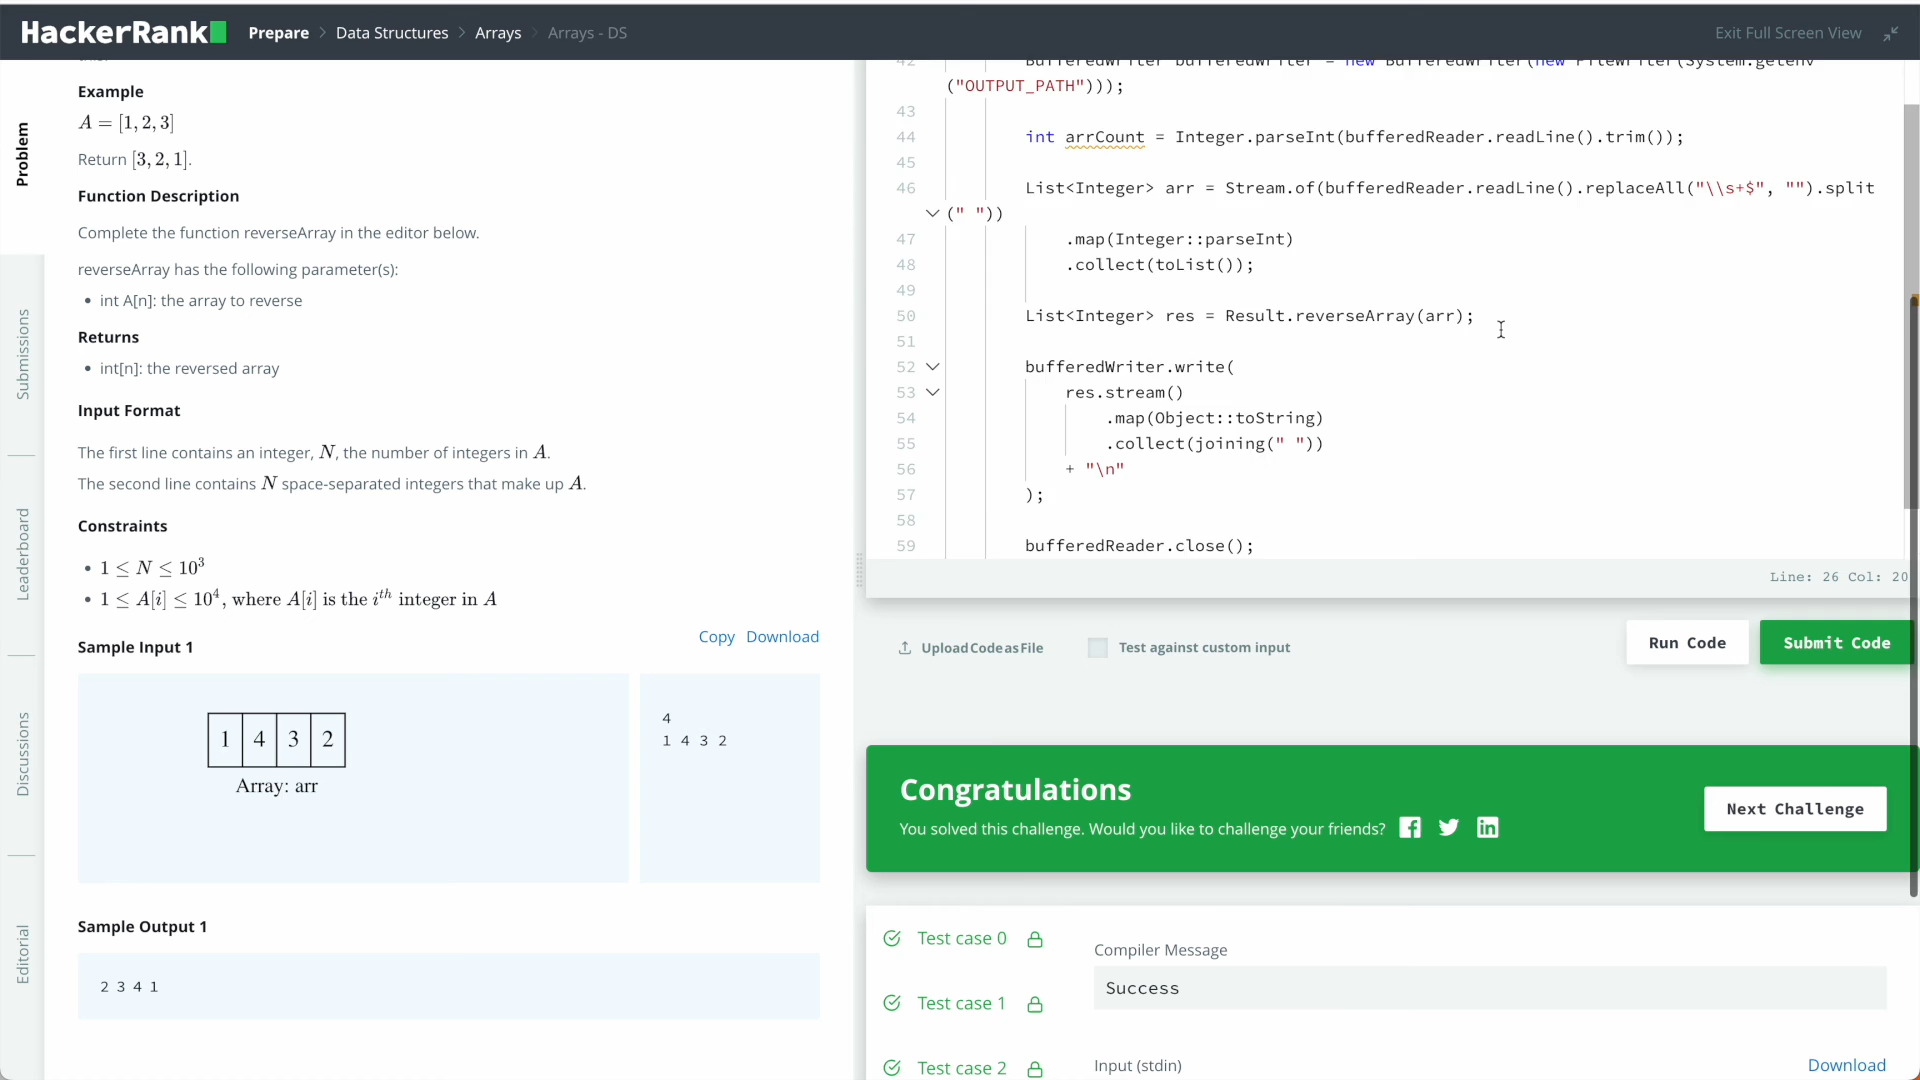 HackerRank
Prepare > Data Structures > Arrays > Arrays - DS
Exit Full Screen View
Problem
Submissions
Leaderboard
Discussions
Editorial
Example
A = [1, 2, 3]
Return [3, 2, 1].
Function Description
Complete the function reverseArray in the editor below.
reverseArray has the following parameter(s):
• int A[n]: the array to reverse
Returns
• int[n]: the reversed array
Input Format
The first line contains an integer, N, the number of integers in A.
The second line contains N space-separated integers that make up A.
Constraints
• 1 ≤ N ≤ 10³
• 1 ≤ A[i] ≤ 10⁴, where A[i] is the iᵗʰ integer in A
Sample Input 1
Copy Download
1 4 3 2
Array: arr
4
1 4 3 2
Sample Output 1
2 3 4 1
42 BufferedWriter bufferedWriter = new BufferedWriter(new FileWriter(System.getenv
("OUTPUT_PATH")));
43
44 int arrCount = Integer.parseInt(bufferedReader.readLine().trim());
45
46 List<Integer> arr = Stream.of(bufferedReader.readLine().replaceAll("\\s+$", "").split
(" "))
47 .map(Integer::parseInt)
48 .collect(toList());
49
50 List<Integer> res = Result.reverseArray(arr);
51
52 bufferedWriter.write(
53 res.stream()
54 .map(Object::toString)
55 .collect(joining(" "))
56 + "\n"
57 );
58
59 bufferedReader.close();
Line: 26 Col: 20
Upload Code as File
Test against custom input
Run Code
Submit Code
Congratulations
You solved this challenge. Would you like to challenge your friends?
Next Challenge
Test case 0
Test case 1
Test case 2
Compiler Message
Success
Input (stdin)
Download